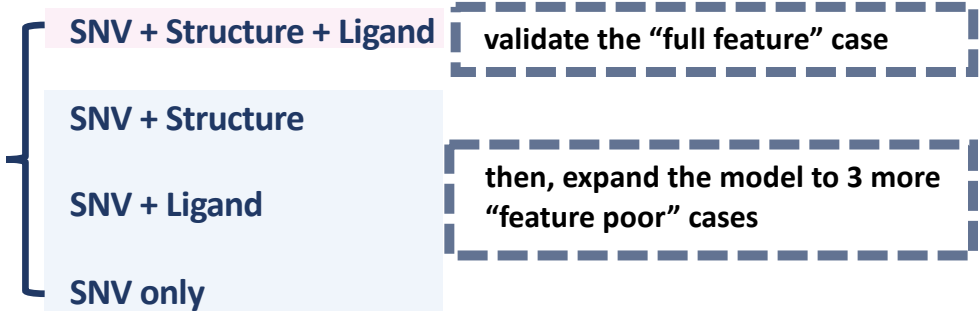 SNV + Structure + Ligand
validate the “full feature” case
SNV + Structure
SNV + Ligand
then, expand the model to 3 more
“feature poor” cases
SNV only